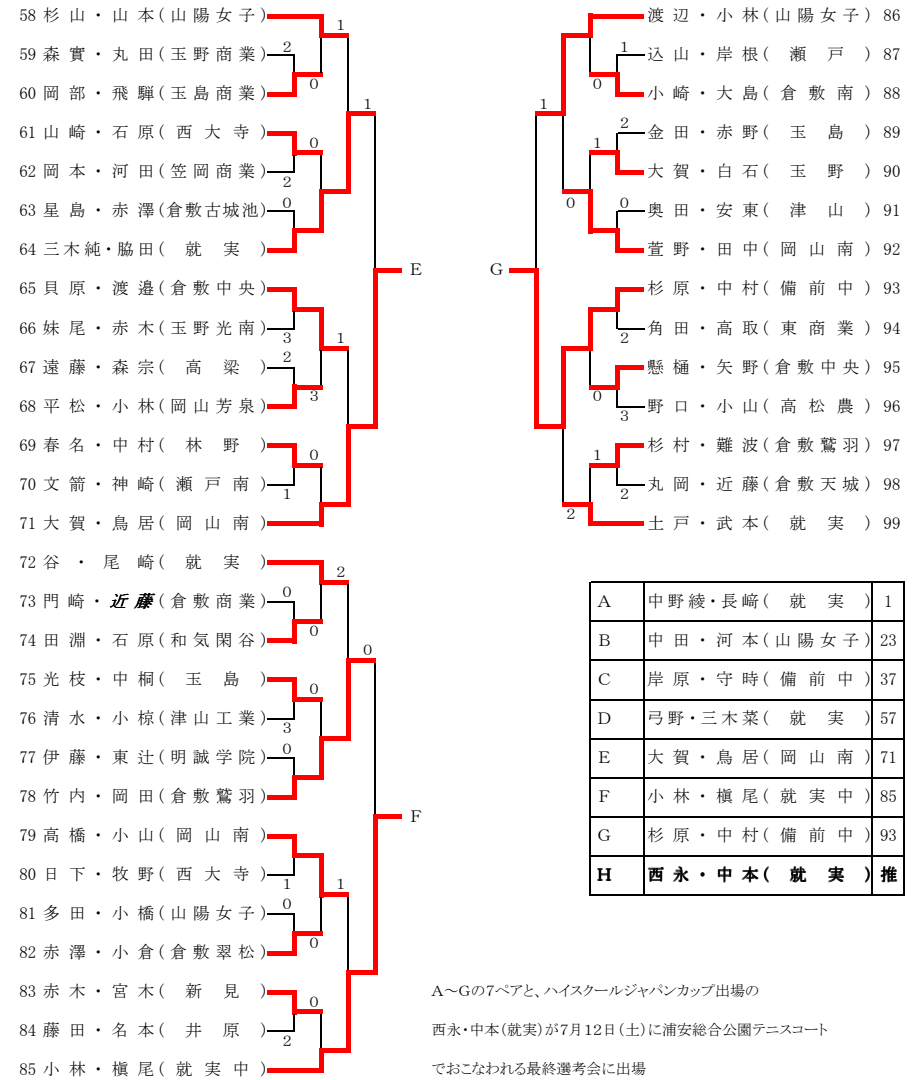 58 杉山・山本(山陽女子)
1
59 森實・丸田(玉野商業)
2
0
60 岡部・飛騨(玉島商業)
1
61 山崎・石原(西大寺)
0
62 岡本・河田(笠岡商業)
2
63 星島・赤澤(倉敷古城池)
0
64 三木純・脇田(就実)
E
65 貝原・渡邉(倉敷中央)
66 妹尾・赤木(玉野光南)
3
1
67 遠藤・森宗(高梁)
2
3
68 平松・小林(岡山芳泉)
69 春名・中村(林野)
0
70 文箭・神崎(瀬戸南)
1
71 大賀・鳥居(岡山南)
72 谷・尾崎(就実)
2
73 門崎・近藤(倉敷商業)
0
0
74 田淵・石原(和気閑谷)
0
75 光枝・中桐(玉島)
0
76 清水・小椋(津山工業)
3
77 伊藤・東辻(明誠学院)
0
78 竹内・岡田(倉敷鷲羽)
F
79 高橋・小山(岡山南)
80 日下・牧野(西大寺)
1
1
81 多田・小橋(山陽女子)
0
0
82 赤澤・小倉(倉敷翠松)
83 赤木・宮木(新見)
0
84 藤田・名本(井原)
2
85 小林・槇尾(就実中)
渡辺・小林(山陽女子) 86
1
込山・岸根(瀬戸) 87
0
小崎・大島(倉敷南) 88
1
2
金田・赤野(玉島) 89
1
大賀・白石(玉野) 90
0
0
奥田・安東(津山) 91
萱野・田中(岡山南) 92
G
杉原・中村(備前中) 93
2
角田・高取(東商業) 94
懸樋・矢野(倉敷中央) 95
0
3
野口・小山(高松農) 96
1
杉村・難波(倉敷鷲羽) 97
2
丸岡・近藤(倉敷天城) 98
2
土戸・武本(就実) 99
A 中野綾・長﨑(就実) 1
B 中田・河本(山陽女子) 23
C 岸原・守時(備前中) 37
D 弓野・三木菜(就実) 57
E 大賀・鳥居(岡山南) 71
F 小林・槇尾(就実中) 85
G 杉原・中村(備前中) 93
H 西永・中本(就実) 推
A〜Gの7ペアと、ハイスクールジャパンカップ出場の
西永・中本(就実)が7月12日(土)に浦安総合公園テニスコート
でおこなわれる最終選考会に出場